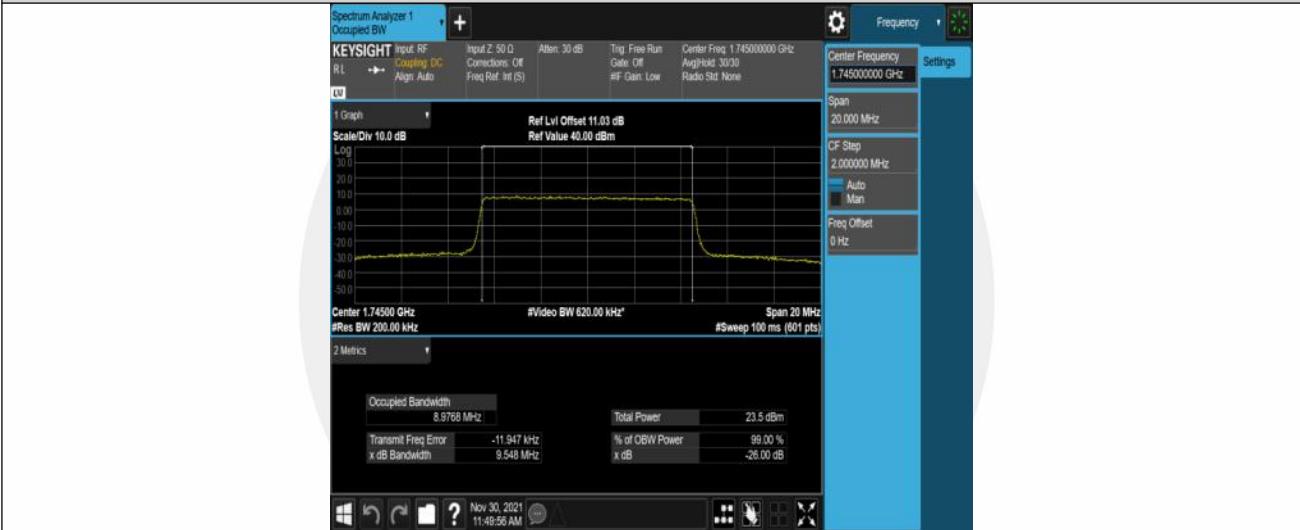 Spectrum Analyzer 1
Occupied BW
Frequency
KEYSIGHT
RL
LV
Input: RF
Coupling: DC
Align: Auto
Input Z: 50 Ω
Corrections: Off
Freq Ref: Int (S)
Atten: 30 dB
Trig: Free Run
Gate: Off
#IF Gain: Low
Center Freq: 1.745000000 GHz
Avg|Hold: 30/30
Radio Std: None
1 Graph
Scale/Div 10.0 dB
Ref Lvl Offset 11.03 dB
Ref Value 40.00 dBm
Log
30.0
20.0
10.0
0.00
-10.0
-20.0
-30.0
-40.0
-50.0
Center 1.74500 GHz
#Res BW 200.00 kHz
#Video BW 620.00 kHz*
Span 20 MHz
#Sweep 100 ms (601 pts)
2 Metrics
Occupied Bandwidth
8.9768 MHz
Total Power 23.5 dBm
Transmit Freq Error -11.947 kHz
% of OBW Power 99.00 %
x dB Bandwidth 9.548 MHz
x dB -26.00 dB
Center Frequency
1.745000000 GHz
Settings
Span
20.000 MHz
CF Step
2.000000 MHz
Auto
Man
Freq Offset
0 Hz
?
Nov 30, 2021
11:49:56 AM